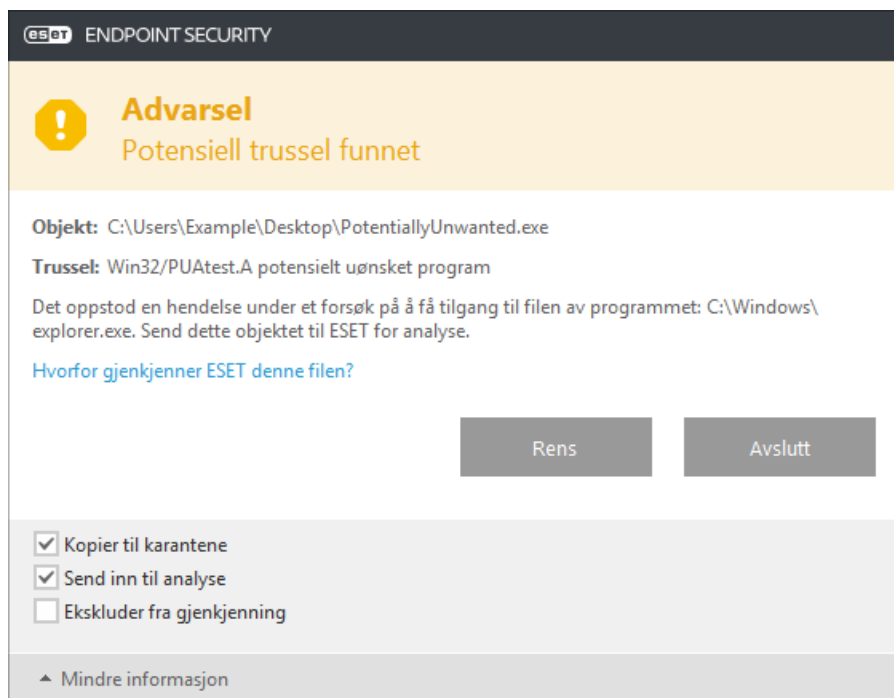 eset ENDPOINT SECURITY
Advarsel
Potensiell trussel funnet
Objekt: C:\Users\Example\Desktop\PotentiallyUnwanted.exe
Trussel: Win32/PUAtest.A potensielt uønsket program
Det oppstod en hendelse under et forsøk på å få tilgang til filen av programmet: C:\Windows\
explorer.exe. Send dette objektet til ESET for analyse.
Hvorfor gjenkjenner ESET denne filen?
Rens Avslutt
Kopier til karantene
Send inn til analyse
Ekskluder fra gjenkjenning
Mindre informasjon